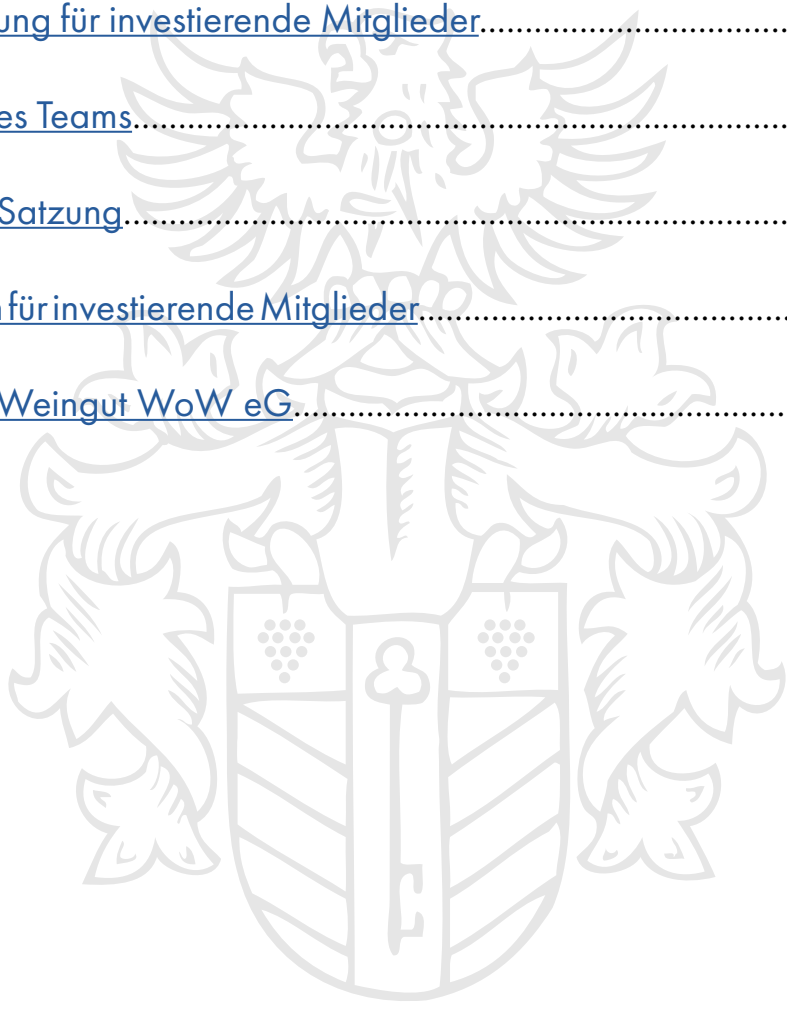 ung für investierende Mitglieder
es Teams
Satzung
für investierende Mitglieder
Weingut WoW eG